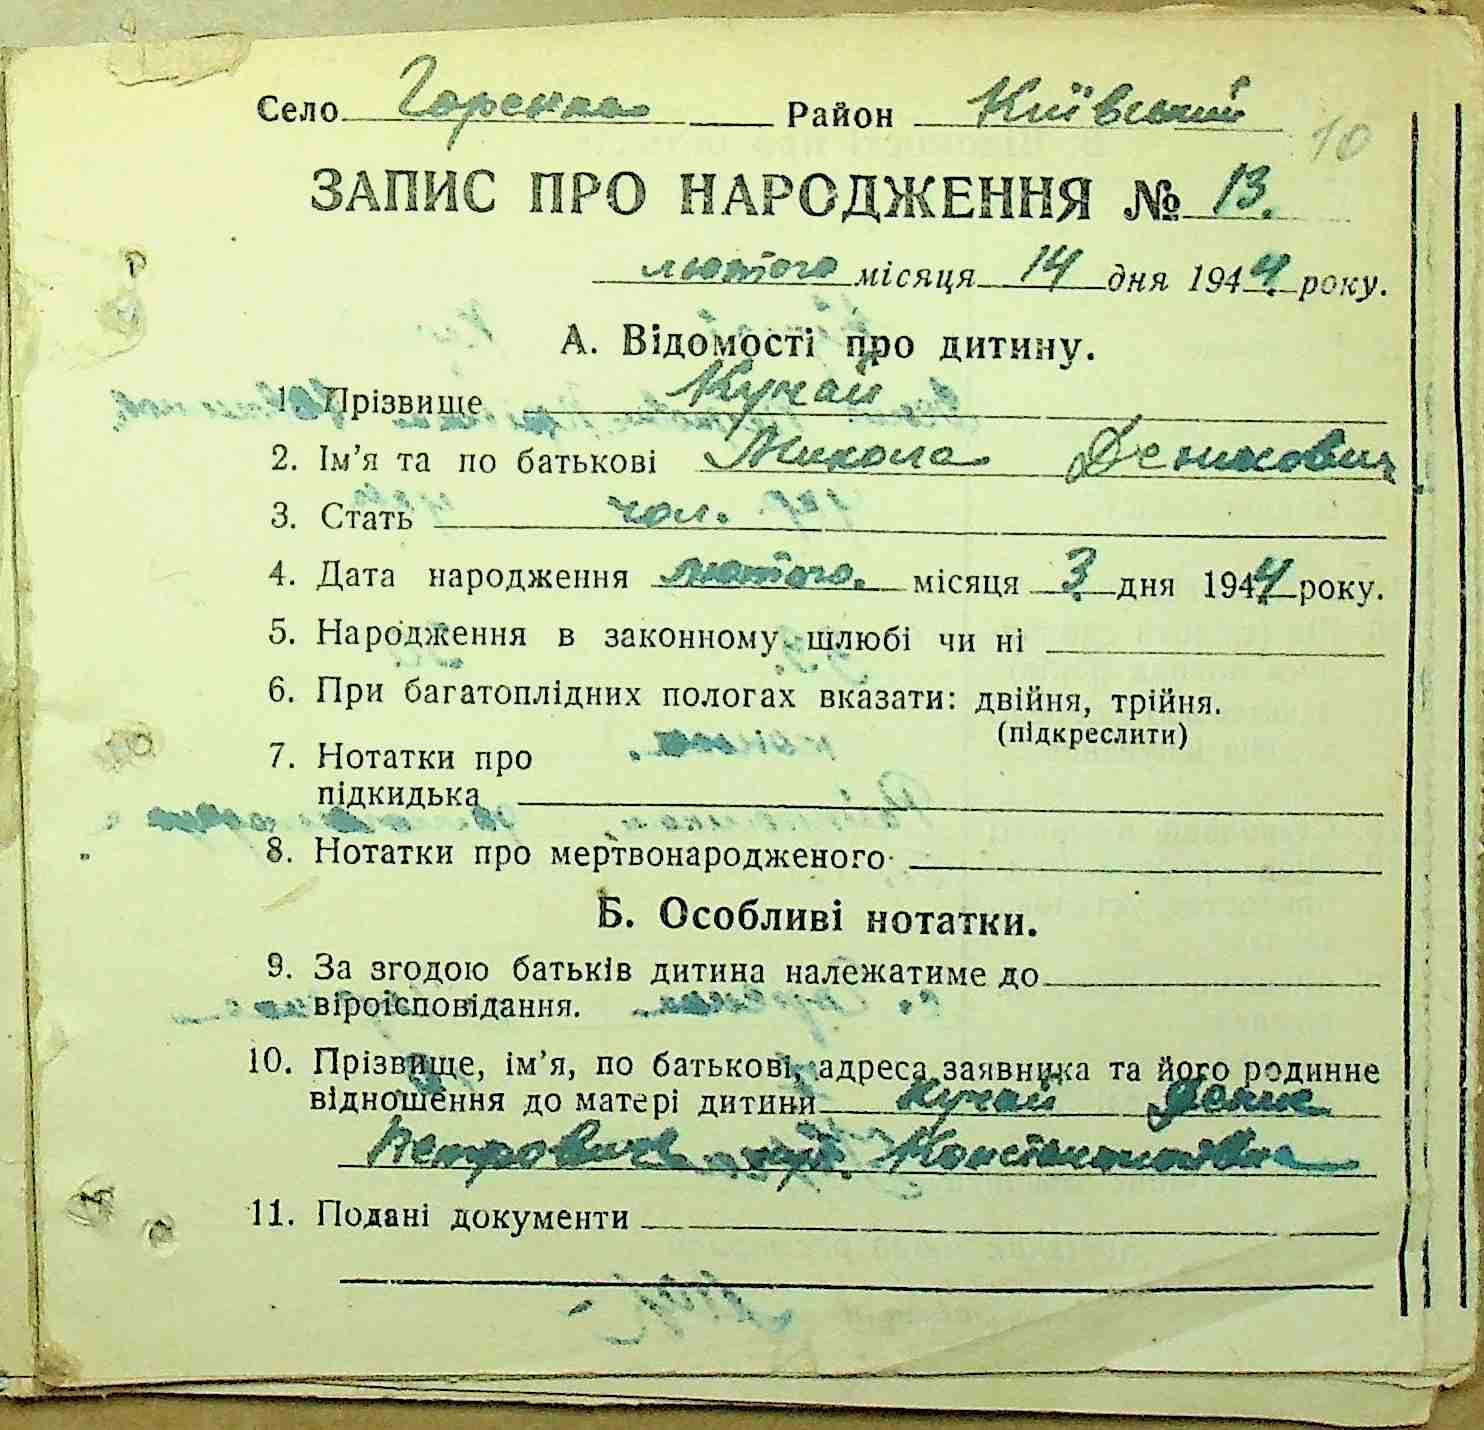 Село Горенка Район Київський
10
ЗАПИС ПРО НАРОДЖЕННЯ № 13.
лютого місяця 14 дня 1944 року.
А. Відомості про дитину.
1. Прізвище Кучай
2. Ім'я та по батькові Микола Денисович
3. Стать чол.
4. Дата народження лютого місяця 3 дня 1944 року.
5. Народження в законному шлюбі чи ні
6. При багатоплідних пологах вказати: двійня, трійня.
(підкреслити)
7. Нотатки про
підкидька
8. Нотатки про мертвонародженого
Б. Особливі нотатки.
9. За згодою батьків дитина належатиме до
віроісповідання.
10. Прізвище, ім'я, по батькові, адреса заявника та його родинне
відношення до матері дитини Кучай Денис
Петрович
11. Подані документи